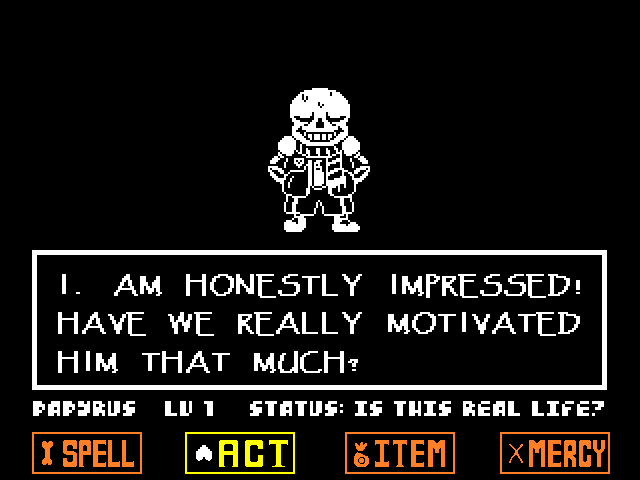 I. AM HONESTLY IMPRESSED!
HAVE WE REALLY MOTIVATED
HIM THAT MUCH?
PAPYRUS LV 1 STATUS: IS THIS REAL LIFE?
SPELL ACT ITEM MERCY